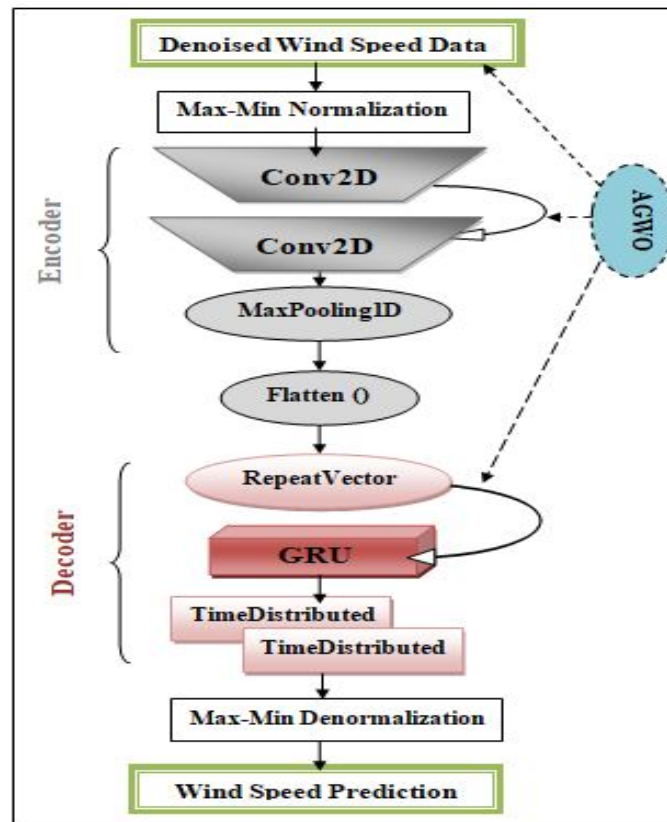 Denoised Wind Speed Data
Max-Min Normalization
Conv2D
Conv2D
MaxPooling1D
Flatten ()
RepeatVector
GRU
TimeDistributed
TimeDistributed
Max-Min Denormalization
Wind Speed Prediction
Encoder
Decoder
AGWO